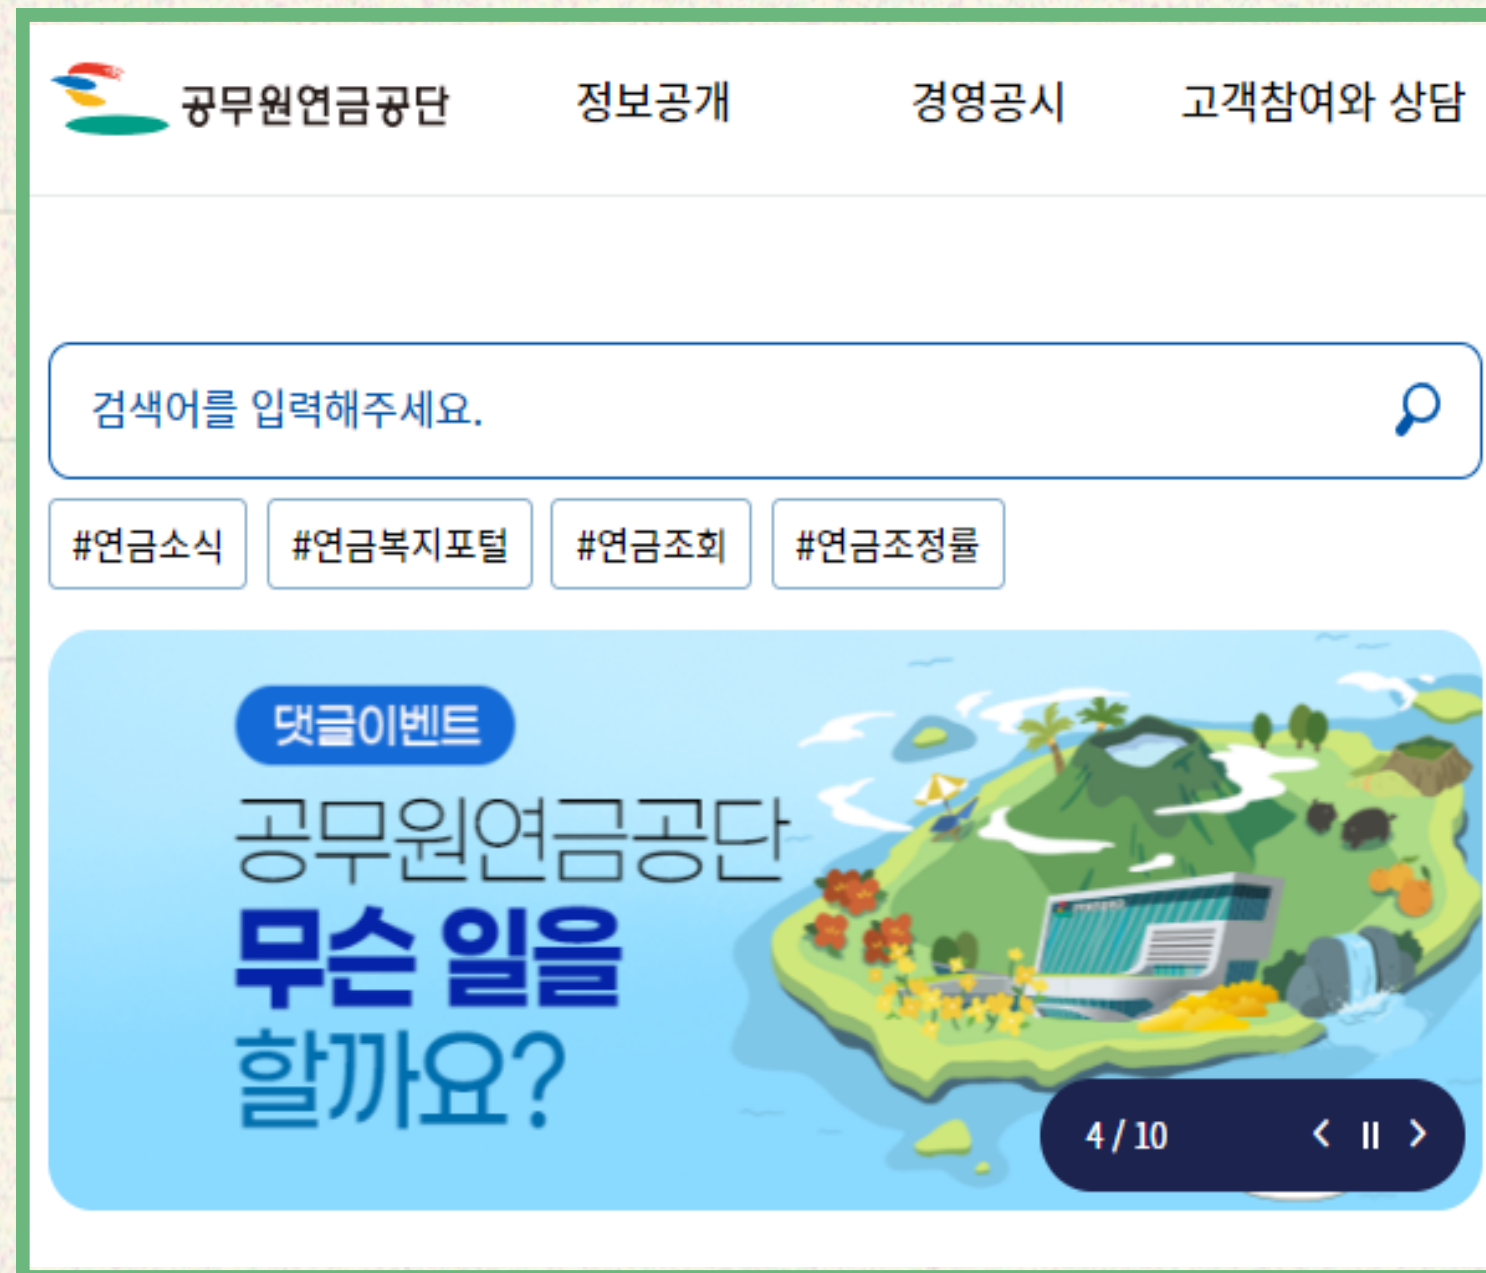 공무원연금공단 정보공개 경영공시 고객참여와 상담
검색어를 입력해주세요.
#연금소식 #연금복지포털 #연금조회 #연금조정률
댓글이벤트
공무원연금공단
무슨 일을
할까요?
4 / 10